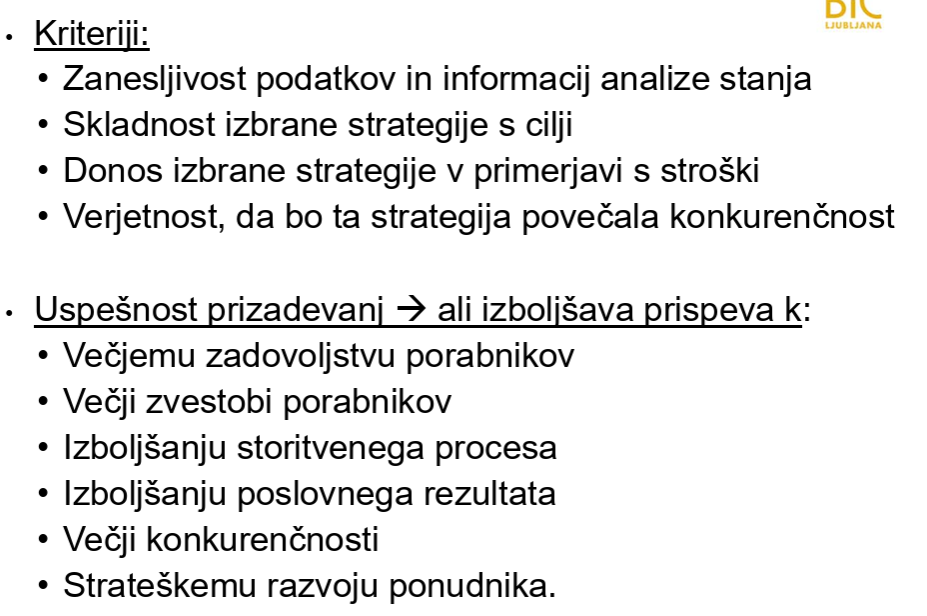 BIC
LJUBLJANA
• Kriteriji:
• Zanesljivost podatkov in informacij analize stanja
• Skladnost izbrane strategije s cilji
• Donos izbrane strategije v primerjavi s stroški
• Verjetnost, da bo ta strategija povečala konkurenčnost
• Uspešnost prizadevanj → ali izboljšava prispeva k:
• Večjemu zadovoljstvu porabnikov
• Večji zvestobi porabnikov
• Izboljšanju storitvenega procesa
• Izboljšanju poslovnega rezultata
• Večji konkurenčnosti
• Strateškemu razvoju ponudnika.